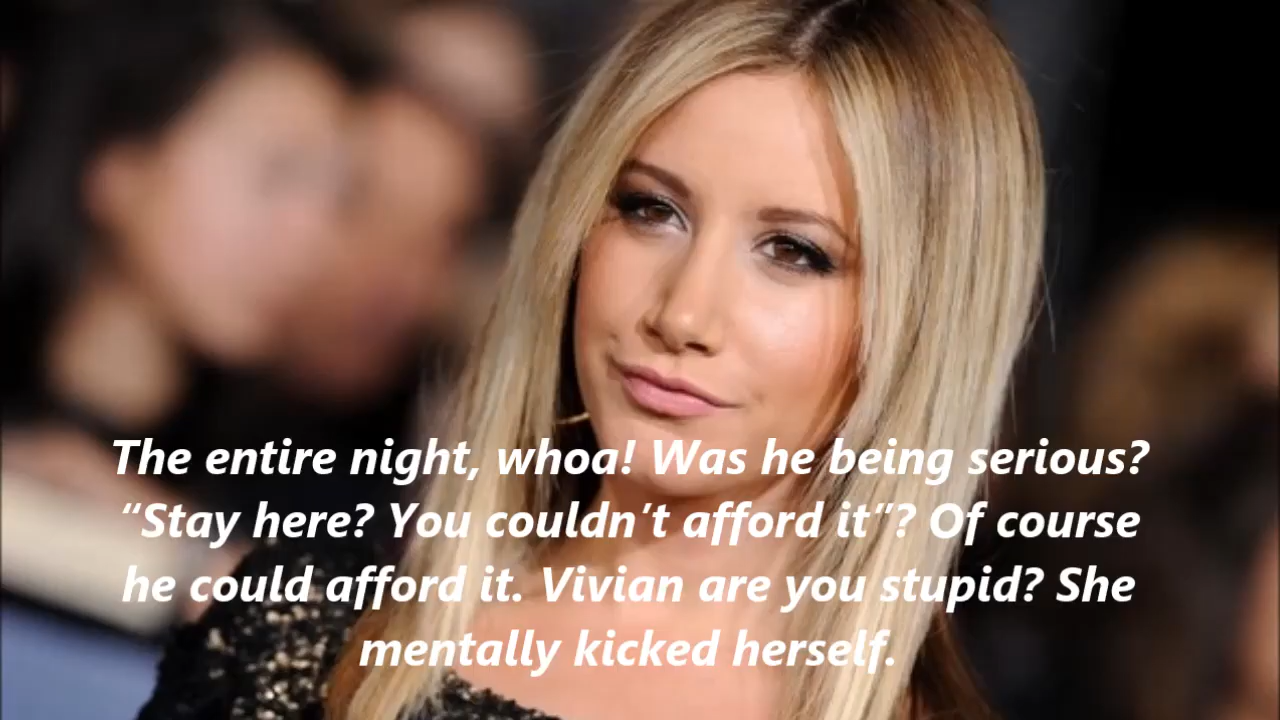 The entire night, whoa! Was he being serious?
“Stay here? You couldn’t afford it”? Of course
he could afford it. Vivian are you stupid? She
mentally kicked herself.